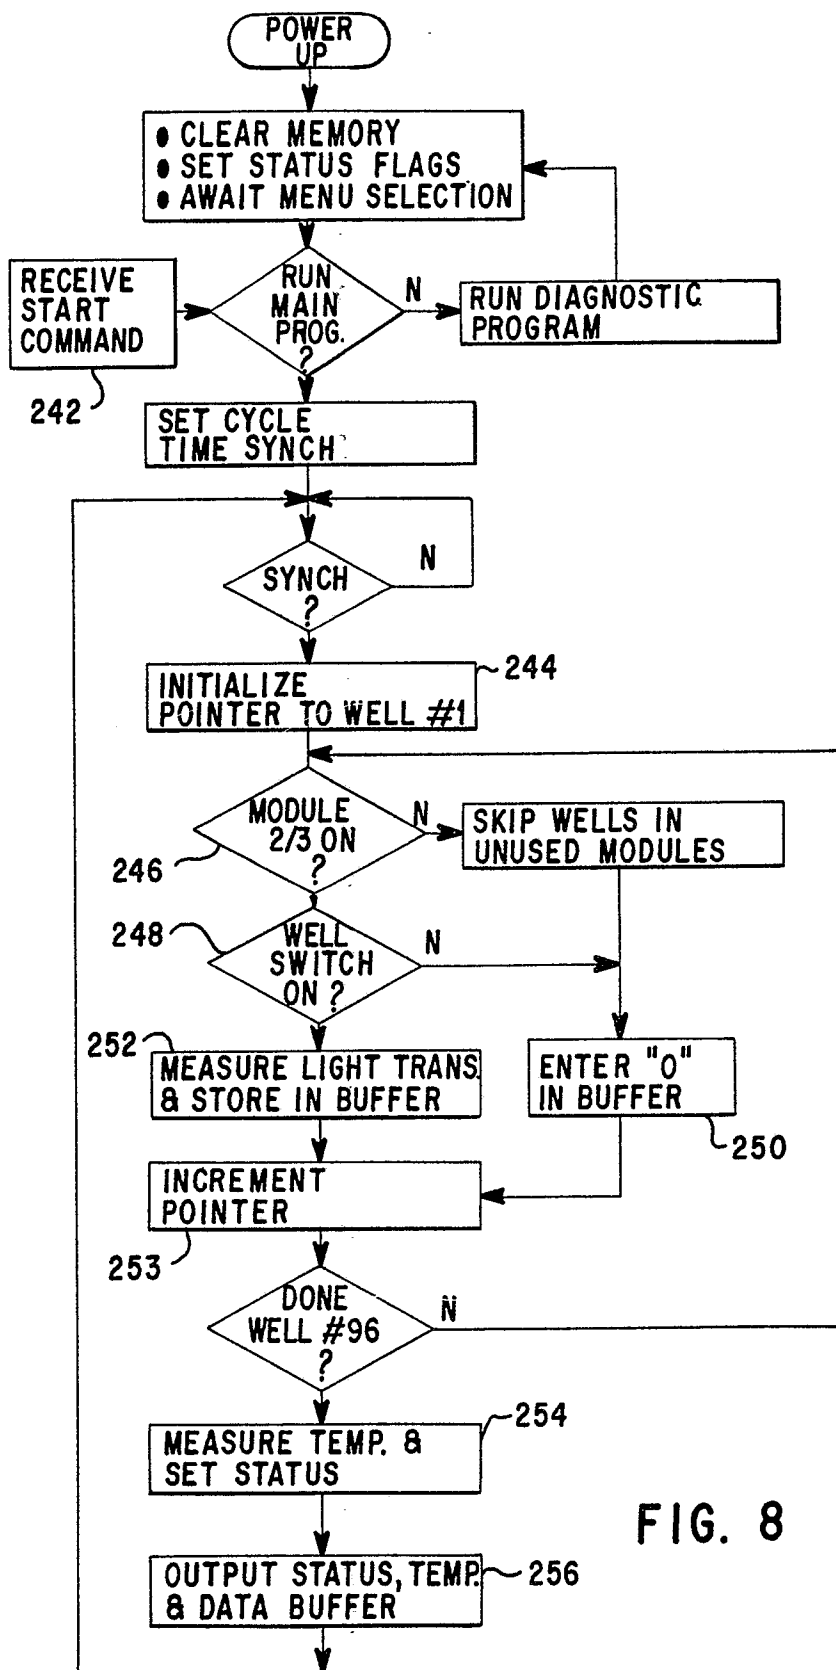 POWER
UP
• CLEAR MEMORY
• SET STATUS FLAGS
• AWAIT MENU SELECTION
RECEIVE
START
COMMAND
242
RUN
MAIN
PROG.
?
N
RUN DIAGNOSTIC
PROGRAM
SET CYCLE
TIME SYNCH
SYNCH
?
N
244
INITIALIZE
POINTER TO WELL #1
MODULE
2/3 ON
?
N
246
SKIP WELLS IN
UNUSED MODULES
248
WELL
SWITCH
ON ?
N
252
MEASURE LIGHT TRANS.
& STORE IN BUFFER
ENTER "0"
IN BUFFER
250
INCREMENT
POINTER
253
DONE
WELL #96
?
N
254
MEASURE TEMP. &
SET STATUS
OUTPUT STATUS, TEMP.
& DATA BUFFER
256
FIG. 8